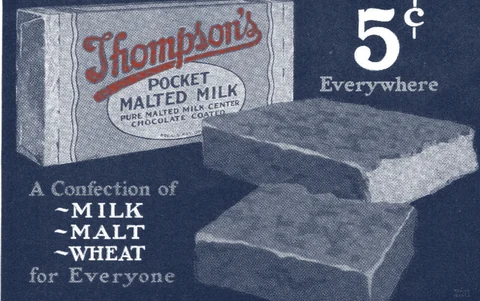 Thompson's
POCKET
MALTED MILK
PURE MALTED MILK CENTER
CHOCOLATE COATED
5¢
Everywhere
A Confection of
~MILK
~MALT
~WHEAT
for Everyone